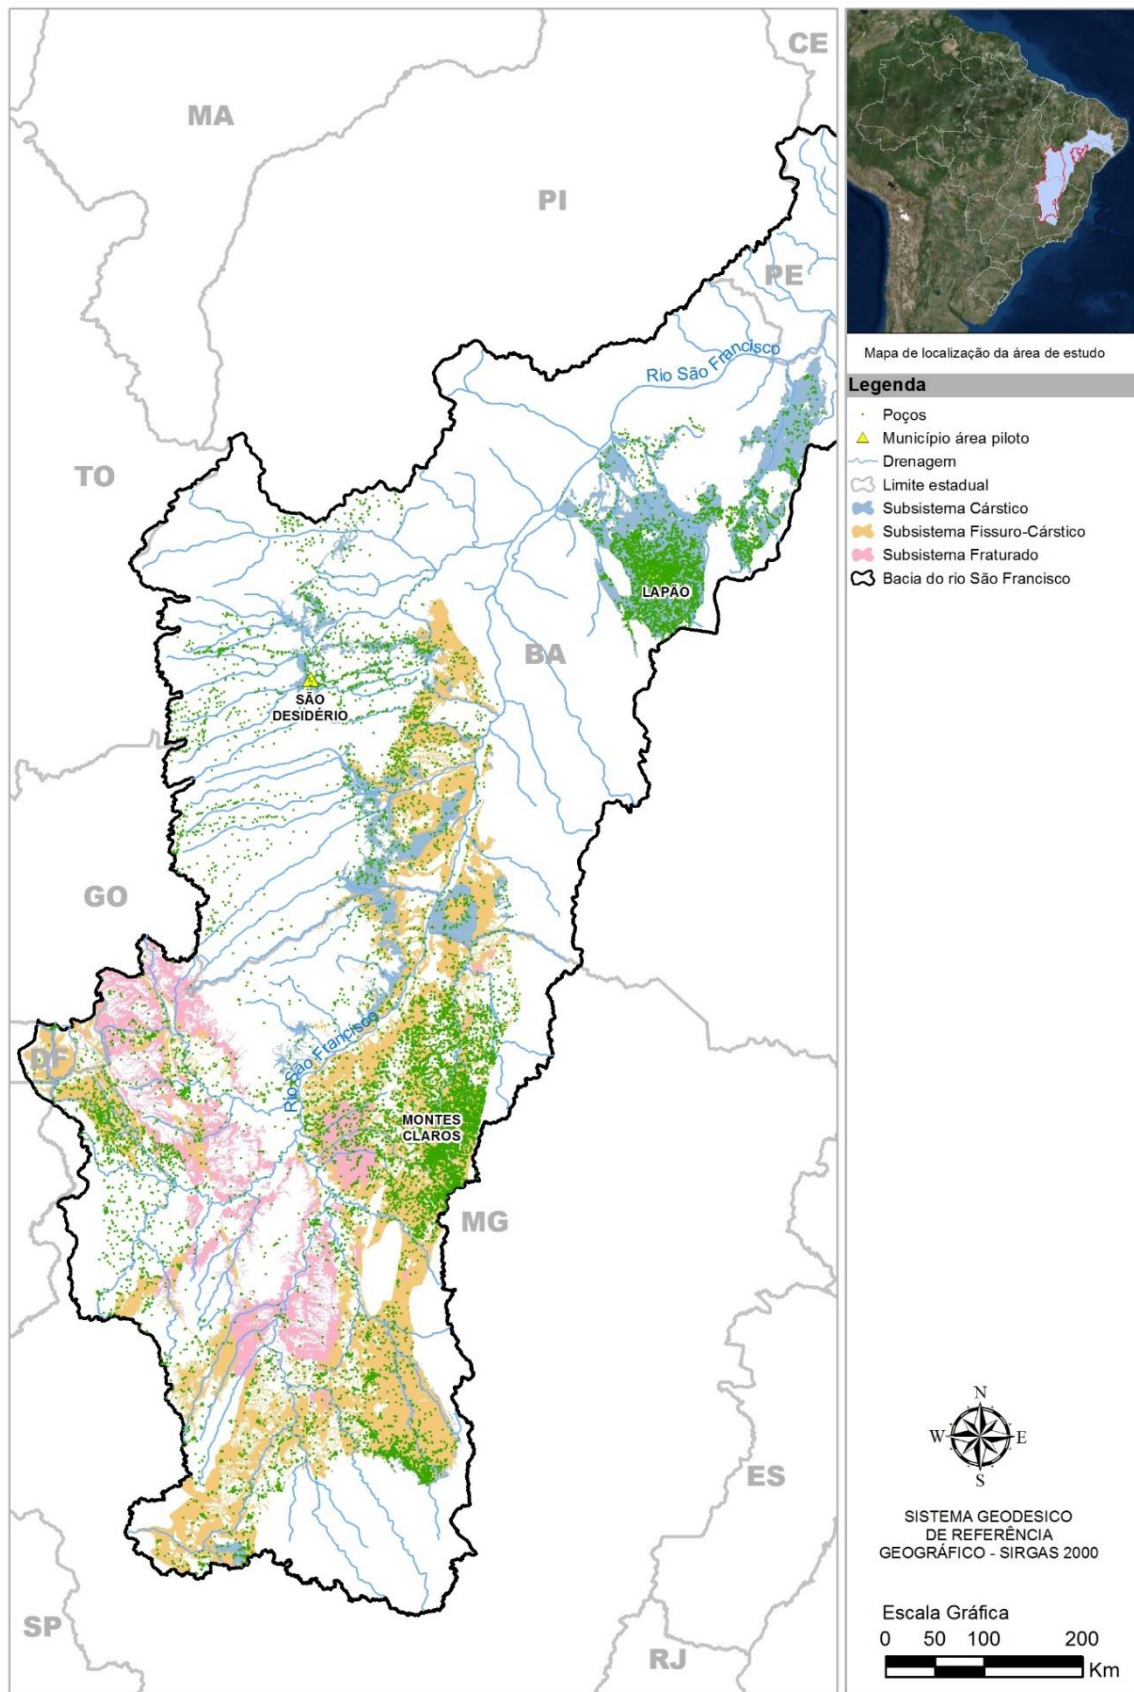 CE
MA
PI
PE
Rio São Francisco
TO
LAPÃO
BA
SÃO
DESIDÉRIO
GO
Rio São Francisco
DF
MONTES
CLAROS
MG
ES
SP
RJ
Mapa de localização da área de estudo
Legenda
Poços
Município área piloto
Drenagem
Limite estadual
Subsistema Cárstico
Subsistema Fissuro-Cárstico
Subsistema Fraturado
Bacia do rio São Francisco
N
W E
S
SISTEMA GEODESICO
DE REFERÊNCIA
GEOGRÁFICO - SIRGAS 2000
Escala Gráfica
0 50 100 200
Km